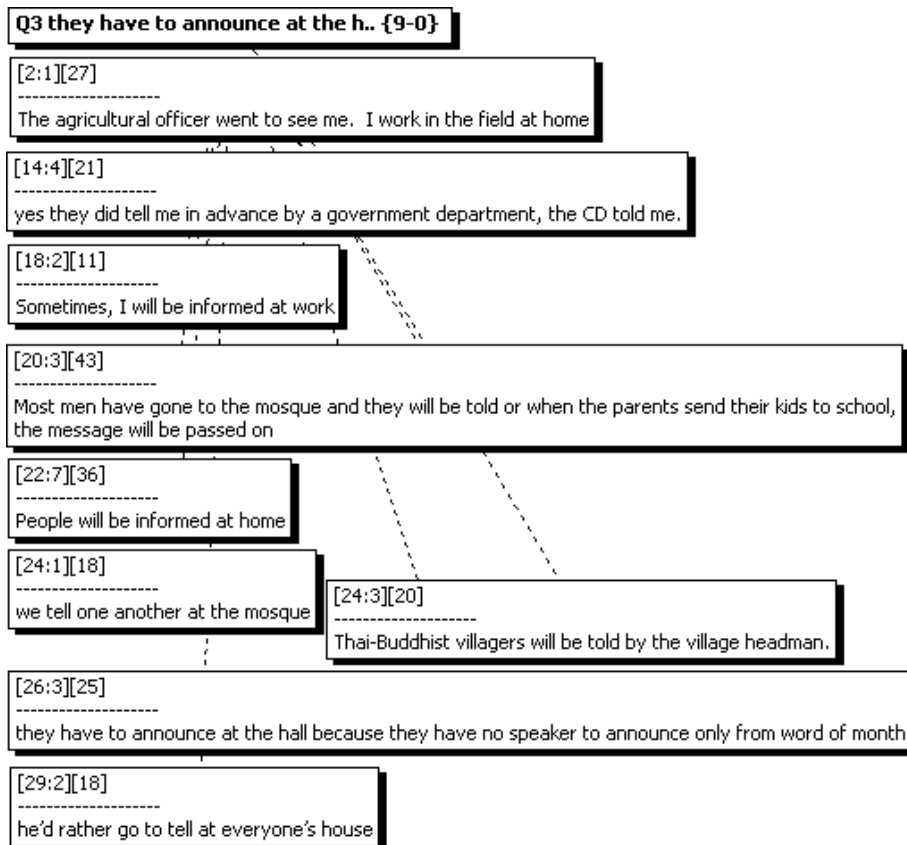 Q3 they have to announce at the h.. {9-0}
[2:1][27]
--------------------
The agricultural officer went to see me.  I work in the field at home
[14:4][21]
--------------------
yes they did tell me in advance by a government department, the CD told me.
[18:2][11]
--------------------
Sometimes, I will be informed at work
[20:3][43]
--------------------
Most men have gone to the mosque and they will be told or when the parents send their kids to school,
the message will be passed on
[22:7][36]
--------------------
People will be informed at home
[24:1][18]
--------------------
we tell one another at the mosque
[24:3][20]
--------------------
Thai-Buddhist villagers will be told by the village headman.
[26:3][25]
--------------------
they have to announce at the hall because they have no speaker to announce only from word of month
[29:2][18]
--------------------
he'd rather go to tell at everyone's house